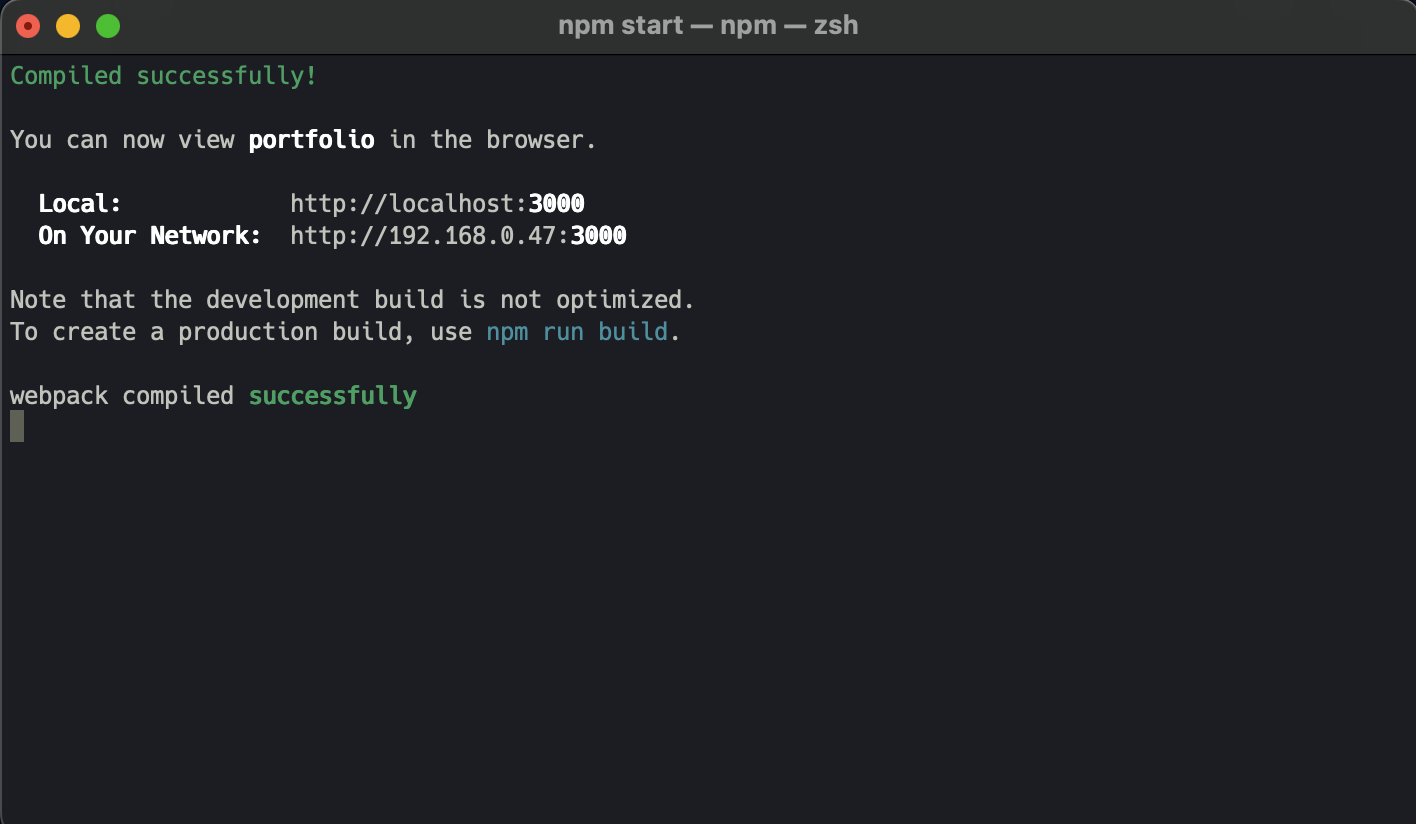 npm start — npm — zsh
Compiled successfully!
You can now view portfolio in the browser.
Local:            http://localhost:3000
On Your Network:  http://192.168.0.47:3000
Note that the development build is not optimized.
To create a production build, use npm run build.
webpack compiled successfully